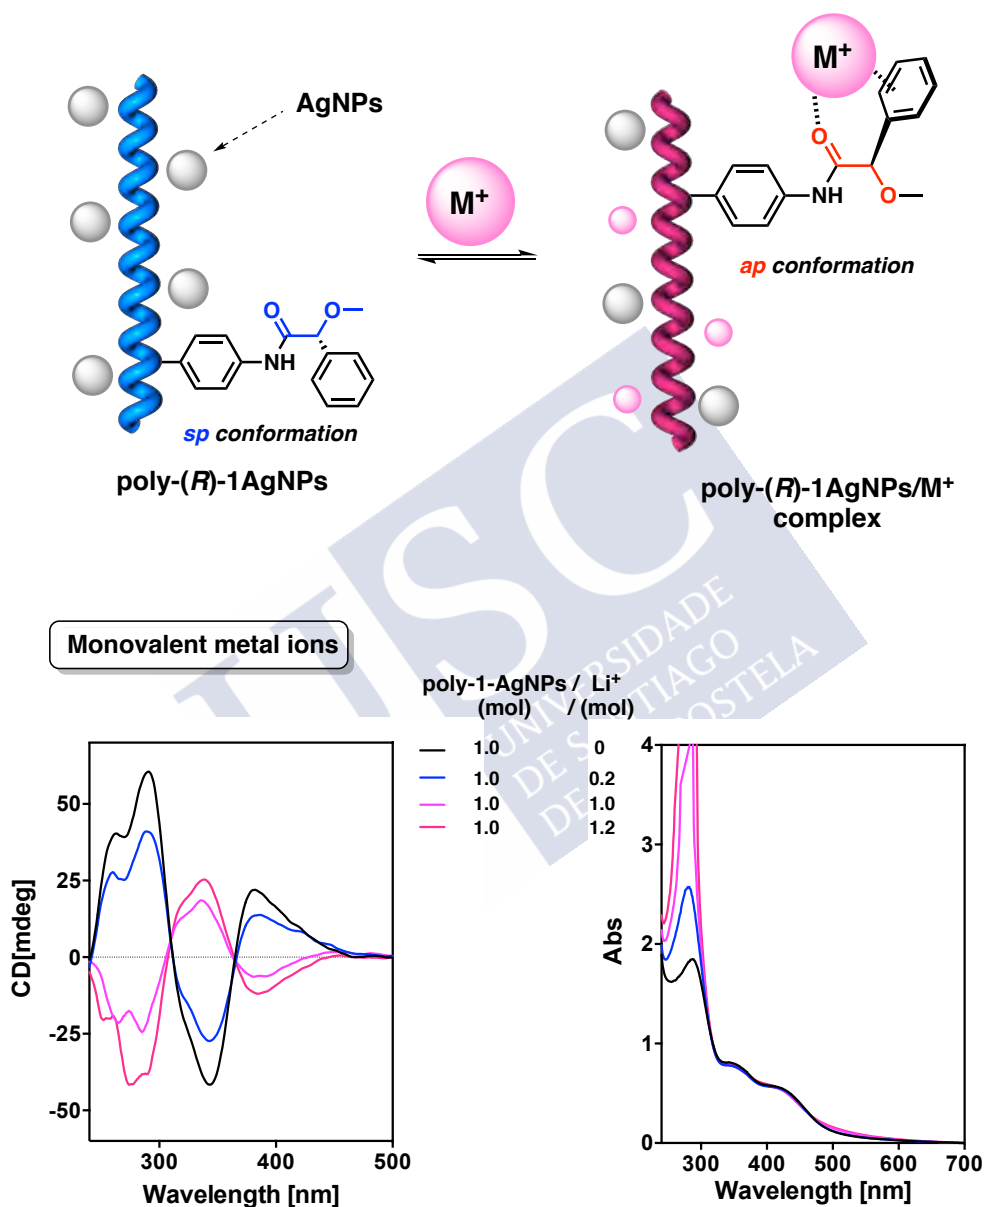 M⁺
AgNPs
M⁺
O
NH
O
ap conformation
O
O
NH
sp conformation
poly-(R)-1AgNPs
poly-(R)-1AgNPs/M⁺
complex
USC
UNIVERSIDADE
DE SANTIAGO
Monovalent metal ions
poly-1-AgNPs / Li⁺
(mol) / (mol)
1.0 0
1.0 0.2
1.0 1.0
1.0 1.2
CD[mdeg]
50
25
0
-25
-50
300 400 500
Wavelength [nm]
Abs
4
3
2
1
0
300 400 500 600 700
Wavelength [nm]